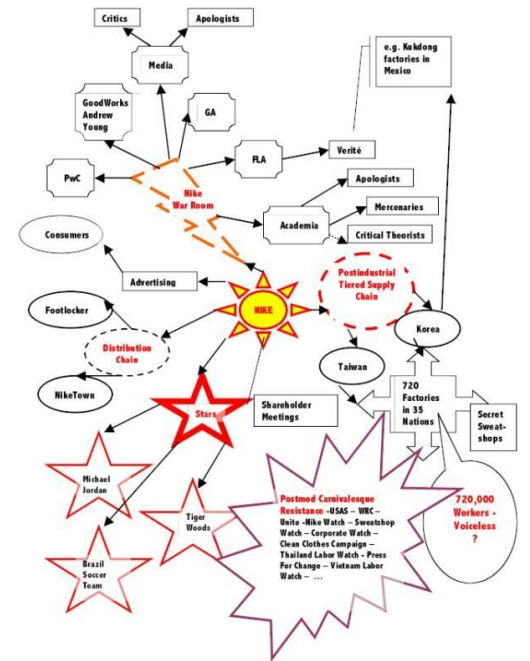 Critics
Apologists
Media
e.g. Kukdong
factories in
Mexico
GoodWorks
Andrew
Young
GA
FLA
Verité
PwC
Nike
War Room
Apologists
Academia
Mercenaries
Critical Theorists
Consumers
Advertising
Postindustrial
Tiered Supply
Chain
NIKE
Footlocker
Korea
Distribution
Chain
Taiwan
NikeTown
Stars
Shareholder
Meetings
720
Factories
in 35
Nations
Secret
Sweat-
shops
Michael
Jordan
Tiger
Woods
Brazil
Soccer
Team
Postmod Carnivalesque
Resistance -USAS – WRC –
Unite -Nike Watch – Sweatshop
Watch – Corporate Watch –
Clean Clothes Campaign –
Thailand Labor Watch - Press
For Change – Vietnam Labor
Watch – ...
720,000
Workers -
Voiceless
?